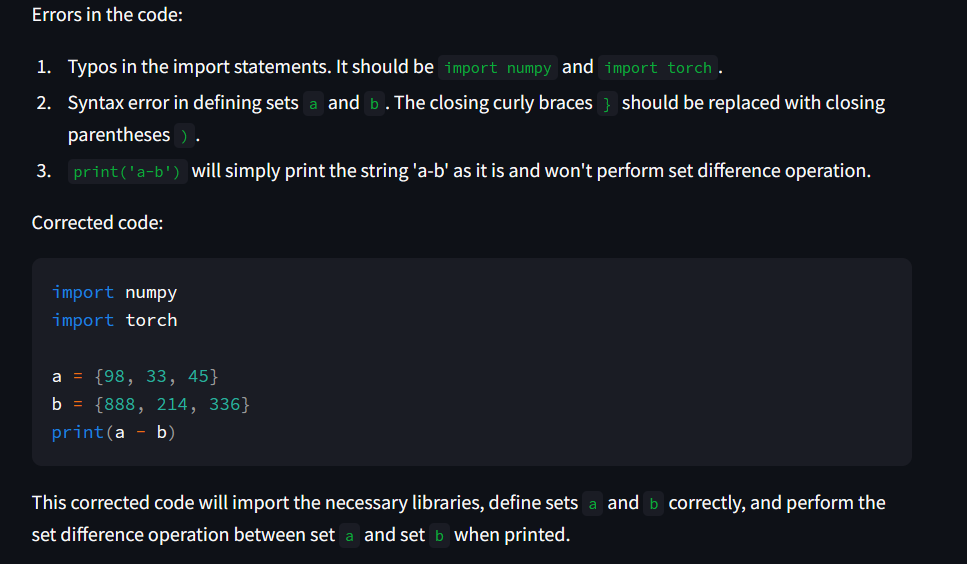 Errors in the code:
1. Typos in the import statements. It should be import numpy and import torch .
2. Syntax error in defining sets a and b . The closing curly braces } should be replaced with closing
parentheses ) .
3. print('a-b') will simply print the string 'a-b' as it is and won't perform set difference operation.
Corrected code:
import numpy
import torch
a = {98, 33, 45}
b = {888, 214, 336}
print(a - b)
This corrected code will import the necessary libraries, define sets a and b correctly, and perform the
set difference operation between set a and set b when printed.